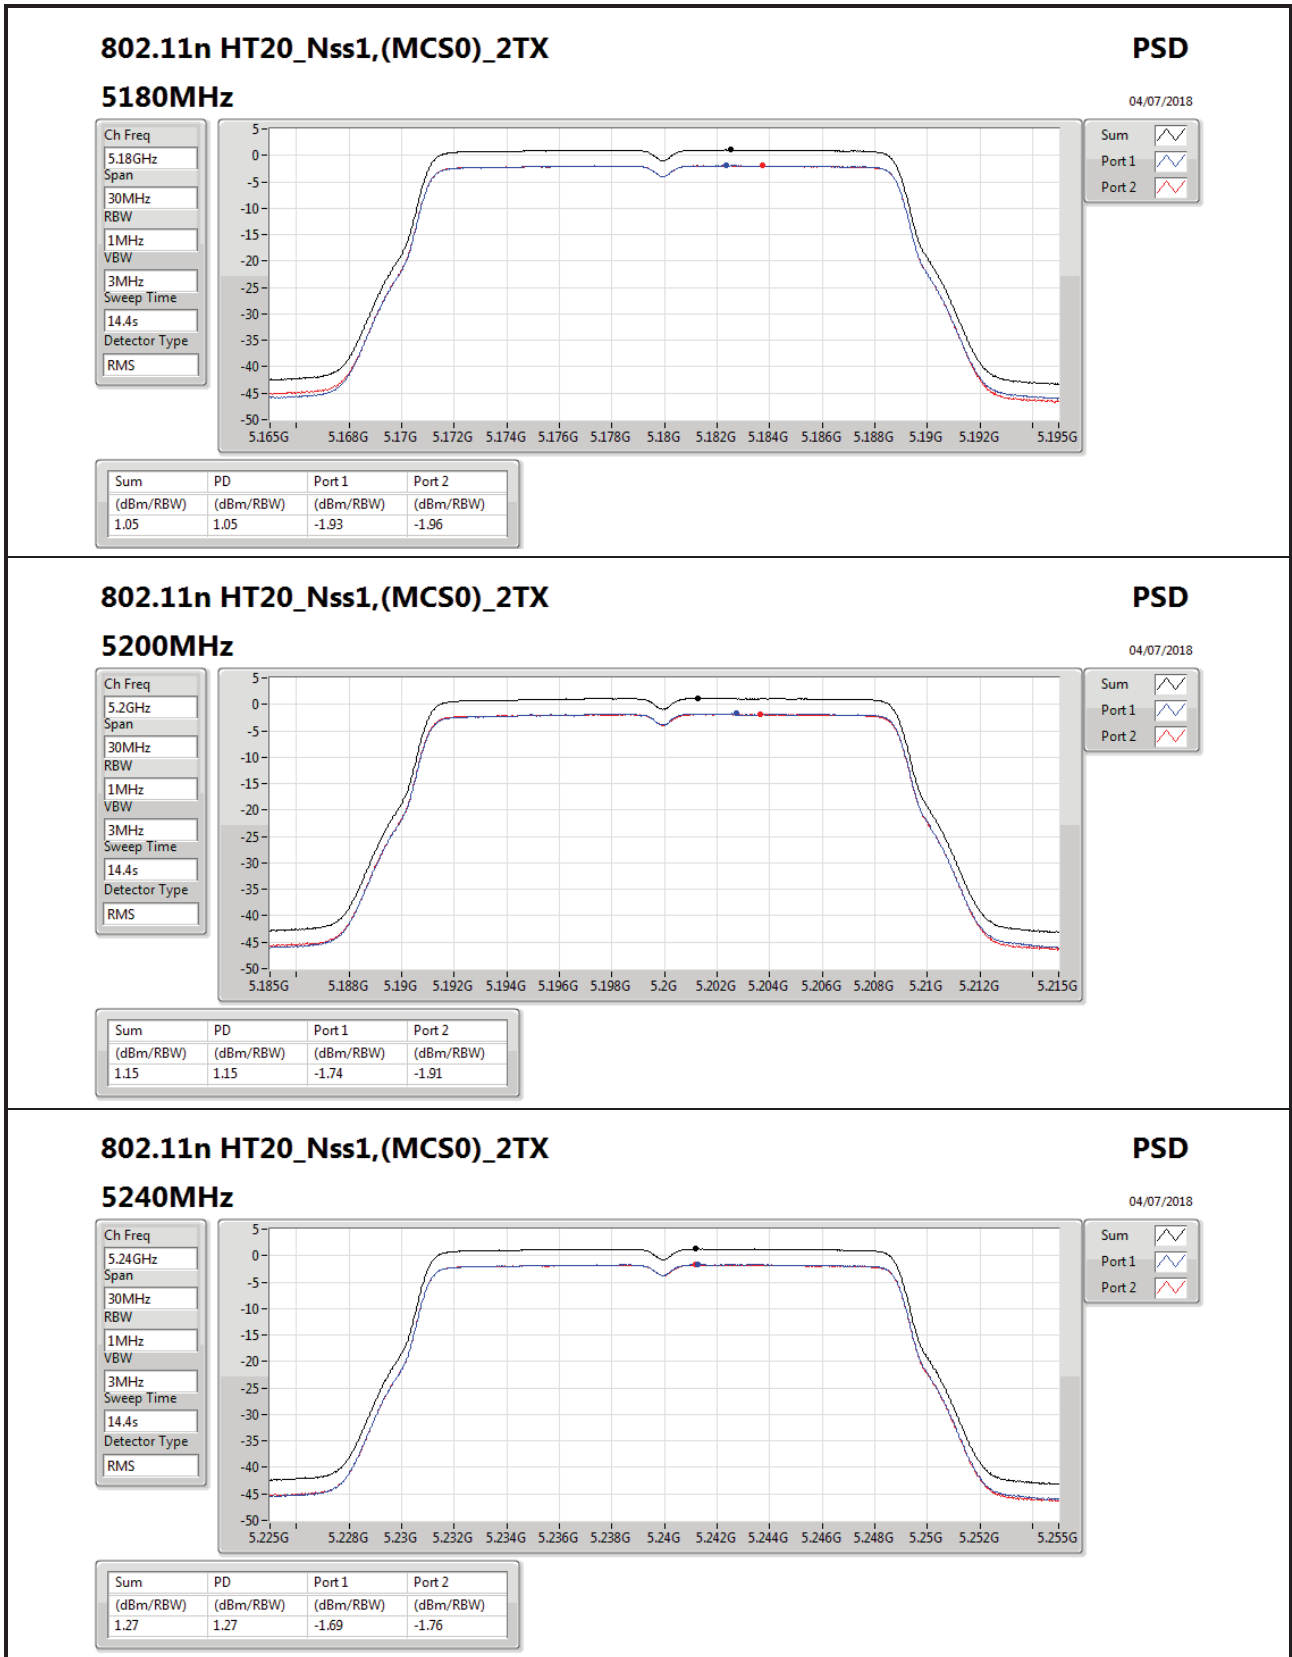 802.11n HT20_Nss1,(MCS0)_2TX PSD
5180MHz 04/07/2018
Ch Freq
5.18GHz
Span
30MHz
RBW
1MHz
VBW
3MHz
Sweep Time
14.4s
Detector Type
RMS
5
0
-5
-10
-15
-20
-25
-30
-35
-40
-45
-50
5.165G 5.168G 5.17G 5.172G 5.174G 5.176G 5.178G 5.18G 5.182G 5.184G 5.186G 5.188G 5.19G 5.192G 5.195G
Sum
Port 1
Port 2
Sum PD Port 1 Port 2
(dBm/RBW) (dBm/RBW) (dBm/RBW) (dBm/RBW)
1.05 1.05 -1.93 -1.96
802.11n HT20_Nss1,(MCS0)_2TX PSD
5200MHz 04/07/2018
Ch Freq
5.2GHz
Span
30MHz
RBW
1MHz
VBW
3MHz
Sweep Time
14.4s
Detector Type
RMS
5
0
-5
-10
-15
-20
-25
-30
-35
-40
-45
-50
5.185G 5.188G 5.19G 5.192G 5.194G 5.196G 5.198G 5.2G 5.202G 5.204G 5.206G 5.208G 5.21G 5.212G 5.215G
Sum
Port 1
Port 2
Sum PD Port 1 Port 2
(dBm/RBW) (dBm/RBW) (dBm/RBW) (dBm/RBW)
1.15 1.15 -1.74 -1.91
802.11n HT20_Nss1,(MCS0)_2TX PSD
5240MHz 04/07/2018
Ch Freq
5.24GHz
Span
30MHz
RBW
1MHz
VBW
3MHz
Sweep Time
14.4s
Detector Type
RMS
5
0
-5
-10
-15
-20
-25
-30
-35
-40
-45
-50
5.225G 5.228G 5.23G 5.232G 5.234G 5.236G 5.238G 5.24G 5.242G 5.244G 5.246G 5.248G 5.25G 5.252G 5.255G
Sum
Port 1
Port 2
Sum PD Port 1 Port 2
(dBm/RBW) (dBm/RBW) (dBm/RBW) (dBm/RBW)
1.27 1.27 -1.69 -1.76